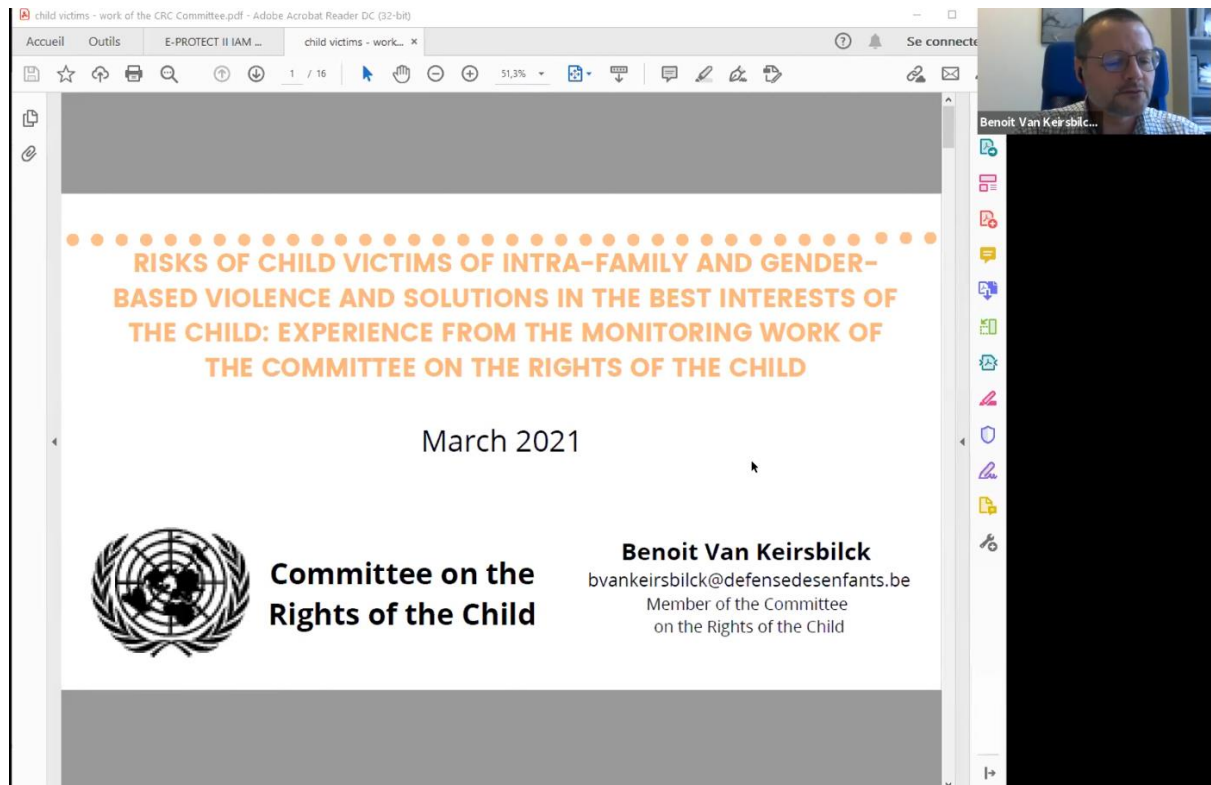 child victims - work of the CRC Committee.pdf - Adobe Acrobat Reader DC (32-bit)
Accueil Outils E-PROTECT II IAM ... child victims - work... × Se connecte
1 / 16 51,3%
Benoit Van Keirsbilc...
RISKS OF CHILD VICTIMS OF INTRA-FAMILY AND GENDER-
BASED VIOLENCE AND SOLUTIONS IN THE BEST INTERESTS OF
THE CHILD: EXPERIENCE FROM THE MONITORING WORK OF
THE COMMITTEE ON THE RIGHTS OF THE CHILD
March 2021
Committee on the
Rights of the Child
Benoit Van Keirsbilck
bvankeirsbilck@defensedesenfants.be
Member of the Committee
on the Rights of the Child